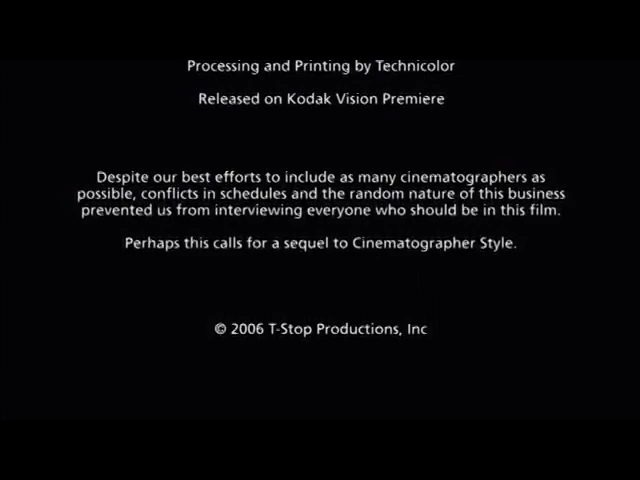 Processing and Printing by Technicolor
Released on Kodak Vision Premiere
Despite our best efforts to include as many cinematographers as
possible, conflicts in schedules and the random nature of this business
prevented us from interviewing everyone who should be in this film.
Perhaps this calls for a sequel to Cinematographer Style.
© 2006 T-Stop Productions, Inc